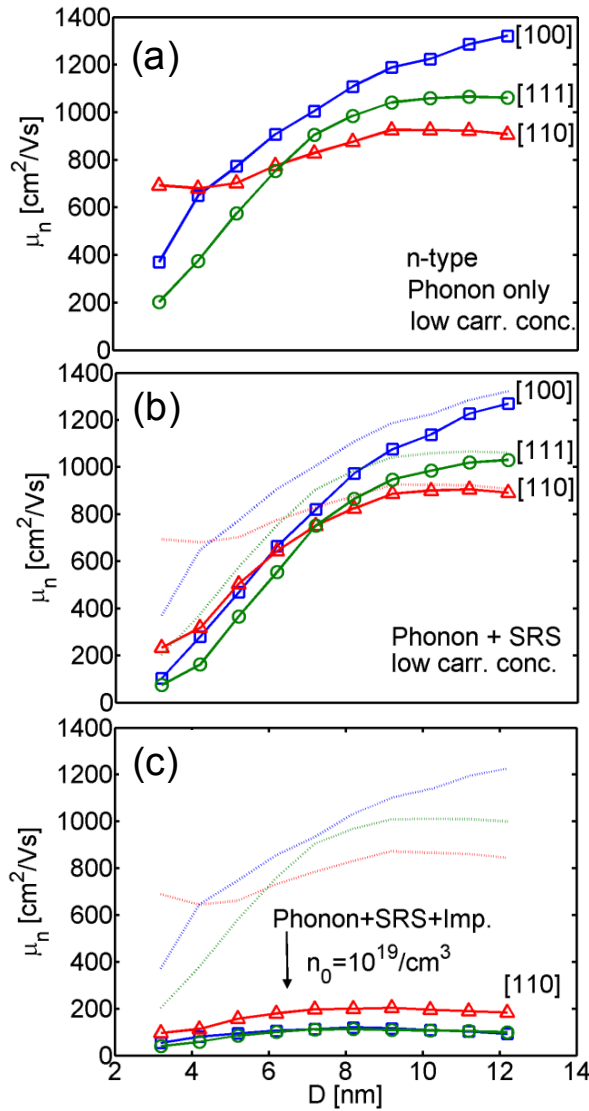 1400
1200
1000
800
600
400
200
0
μn [cm²/Vs]
(a)
[100]
[111]
[110]
n-type
Phonon only
low carr. conc.
1400
1200
1000
800
600
400
200
0
μn [cm²/Vs]
(b)
[100]
[111]
[110]
Phonon + SRS
low carr. conc.
1400
1200
1000
800
600
400
200
0
μn [cm²/Vs]
(c)
Phonon+SRS+Imp.
n0=10¹⁹/cm³
[110]
2 4 6 8 10 12 14
D [nm]